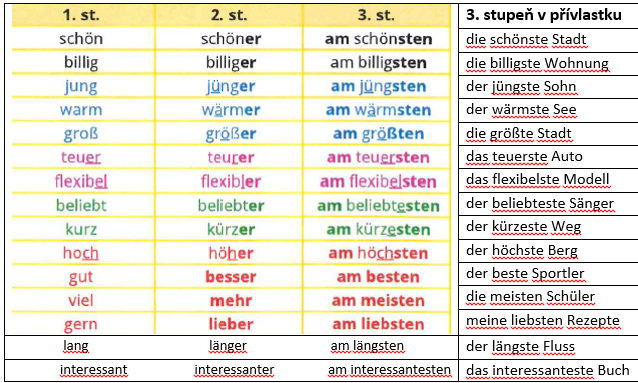 1. st. 2. st. 3. st. 3. stupeň v přívlastku
schön schöner am schönsten die schönste Stadt
billig billiger am billigsten die billigste Wohnung
jung jünger am jüngsten der jüngste Sohn
warm wärmer am wärmsten der wärmste See
groß größer am größten die größte Stadt
teuer teurer am teuersten das teuerste Auto
flexibel flexibler am flexibelsten das flexibelste Modell
beliebt beliebter am beliebtesten der beliebteste Sänger
kurz kürzer am kürzesten der kürzeste Weg
hoch höher am höchsten der höchste Berg
gut besser am besten der beste Sportler
viel mehr am meisten die meisten Schüler
gern lieber am liebsten meine liebsten Rezepte
lang länger am längsten der längste Fluss
interessant interessanter am interessantesten das interessanteste Buch